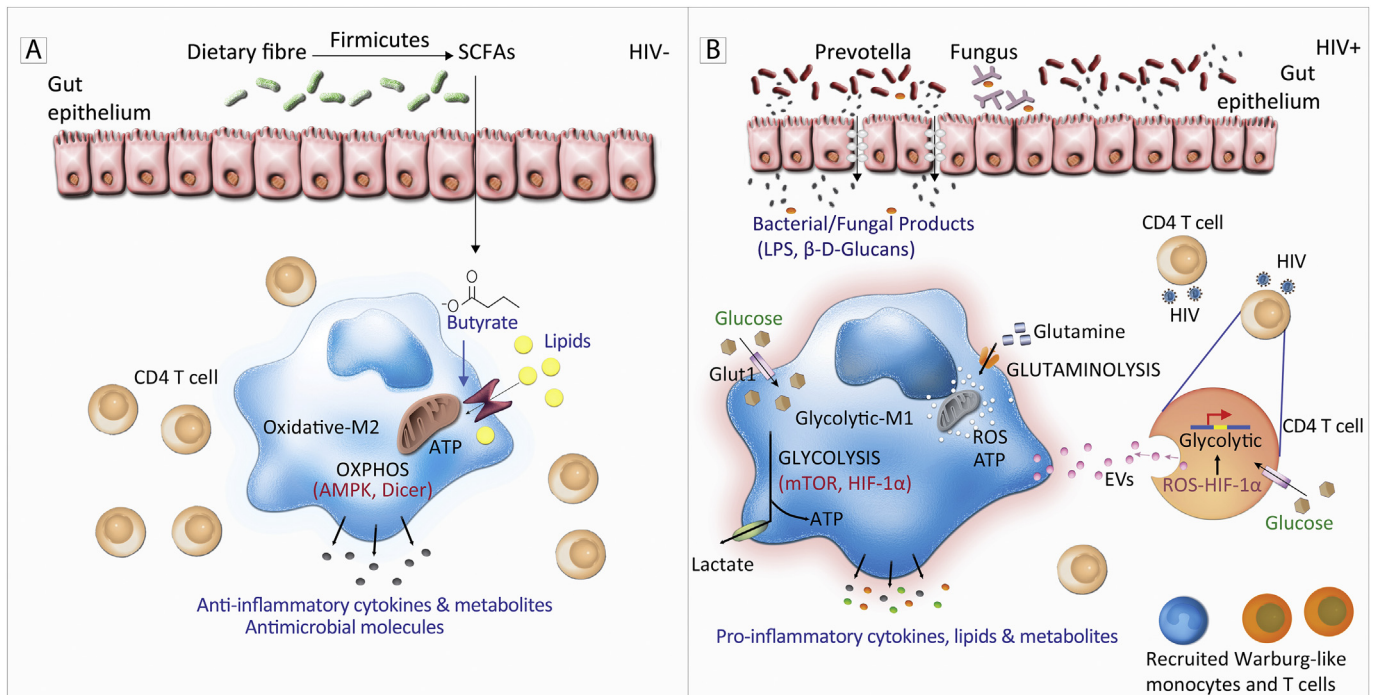 A
Dietary fibre
Firmicutes
SCFAs
HIV-
Gut
epithelium
-O
O
Butyrate
Lipids
CD4 T cell
Oxidative-M2
ATP
OXPHOS
(AMPK, Dicer)
Anti-inflammatory cytokines & metabolites
Antimicrobial molecules
B
Prevotella
Fungus
HIV+
Gut
epithelium
Bacterial/Fungal Products
(LPS, β-D-Glucans)
CD4 T cell
HIV
HIV
Glucose
Glut1
Glutamine
GLUTAMINOLYSIS
Glycolytic-M1
ROS
ATP
GLYCOLYSIS
(mTOR, HIF-1α)
ATP
Lactate
EVs
Glycolytic
CD4 T cell
ROS-HIF-1α
Glucose
Pro-inflammatory cytokines, lipids & metabolites
Recruited Warburg-like
monocytes and T cells